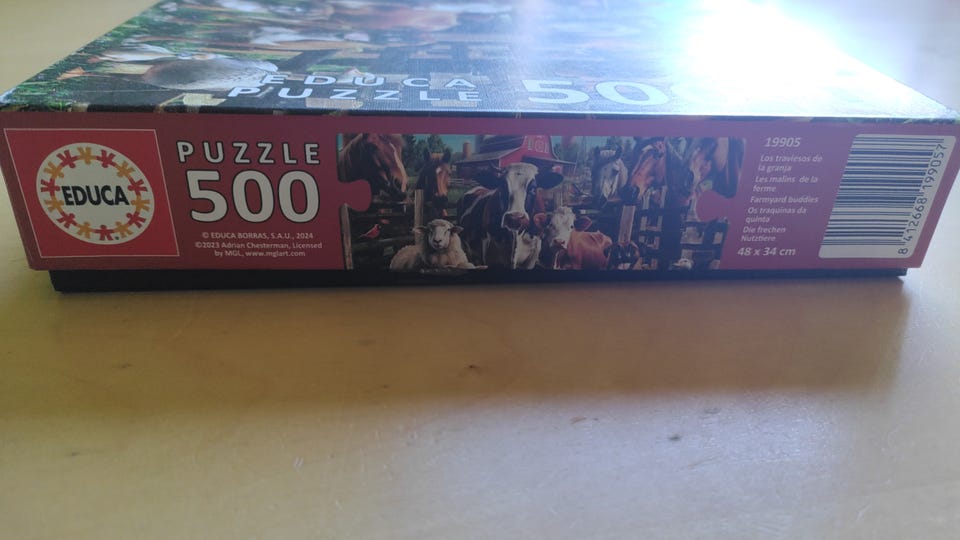 EDUCA
PUZZLE 500
EDUCA
PUZZLE
500
© EDUCA BORRAS, S.A.U., 2024
©2023 Adrian Chesterman, Licensed
by MGL, www.mglart.com
19905
Los traviesos de
la granja
Les malins de la
ferme
Farmyard buddies
Os traquinas da
quinta
Die frechen
Nutztiere
48 x 34 cm
8 412668 199057